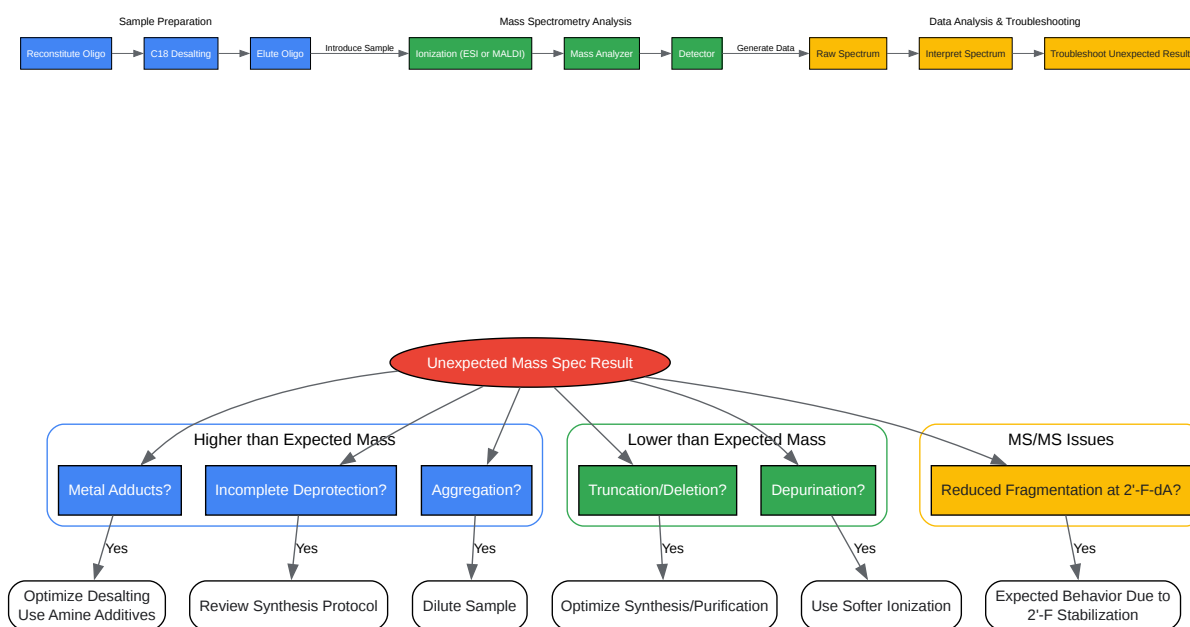 Sample Preparation
Mass Spectrometry Analysis
Data Analysis & Troubleshooting
Reconstitute Oligo
C18 Desalting
Elute Oligo
Introduce Sample
Ionization (ESI or MALDI)
Mass Analyzer
Detector
Generate Data
Raw Spectrum
Interpret Spectrum
Troubleshoot Unexpected Result
Unexpected Mass Spec Result
Higher than Expected Mass
Lower than Expected Mass
MS/MS Issues
Metal Adducts?
Incomplete Deprotection?
Aggregation?
Truncation/Deletion?
Depurination?
Reduced Fragmentation at 2'-F-dA?
Yes
Yes
Yes
Yes
Yes
Yes
Optimize Desalting
Use Amine Additives
Review Synthesis Protocol
Dilute Sample
Optimize Synthesis/Purification
Use Softer Ionization
Expected Behavior Due to
2'-F Stabilization